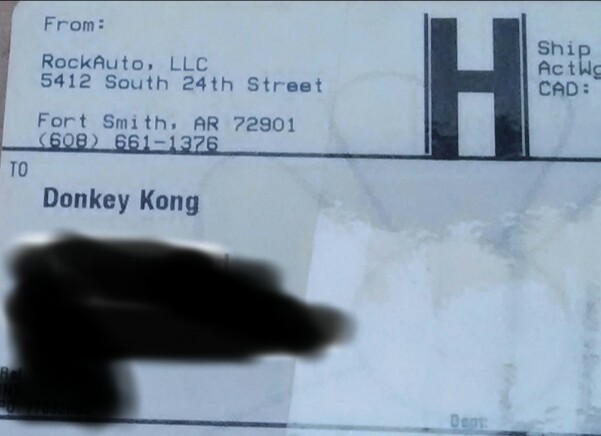 From:
RockAuto, LLC
5412 South 24th Street
Fort Smith, AR 72901
(608) 661-1376
H
Ship
ActWg
CAD:
TO
Donkey Kong